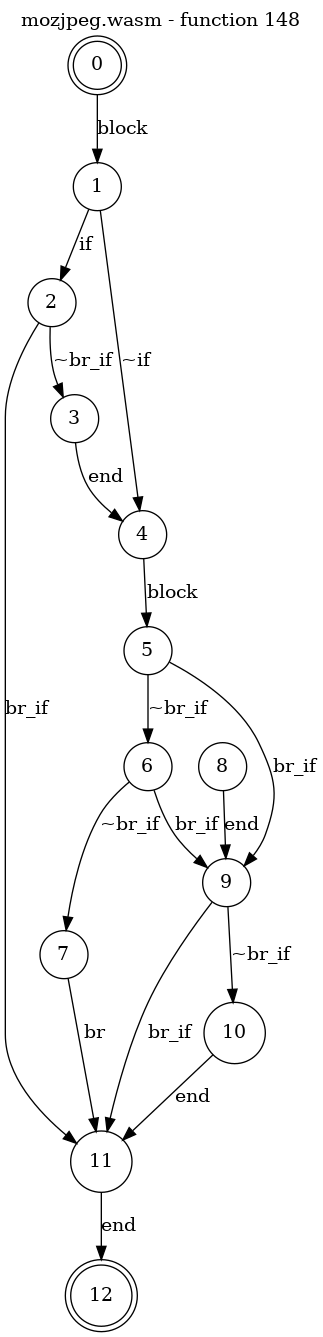 mozjpeg.wasm - function 148
0
block
1
if
~if
2
~br_if
3
end
4
block
5
br_if
~br_if
br_if
6
8
~br_if
br_if
end
9
7
~br_if
br
br_if
10
end
11
end
12